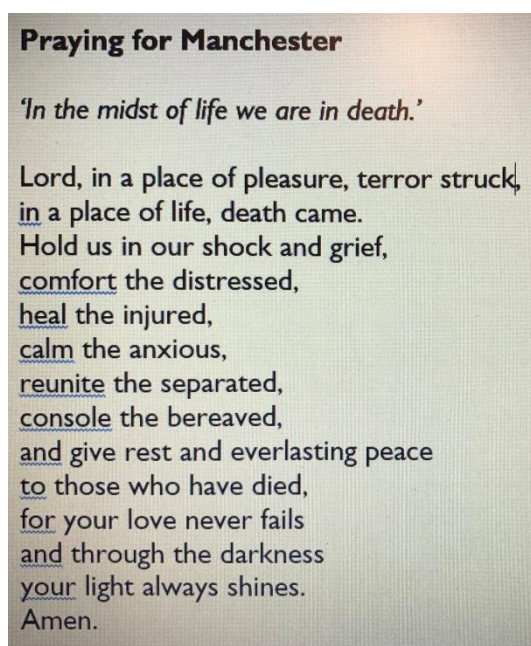 Praying for Manchester
‘In the midst of life we are in death.’
Lord, in a place of pleasure, terror struck,
in a place of life, death came.
Hold us in our shock and grief,
comfort the distressed,
heal the injured,
calm the anxious,
reunite the separated,
console the bereaved,
and give rest and everlasting peace
to those who have died,
for your love never fails
and through the darkness
your light always shines.
Amen.